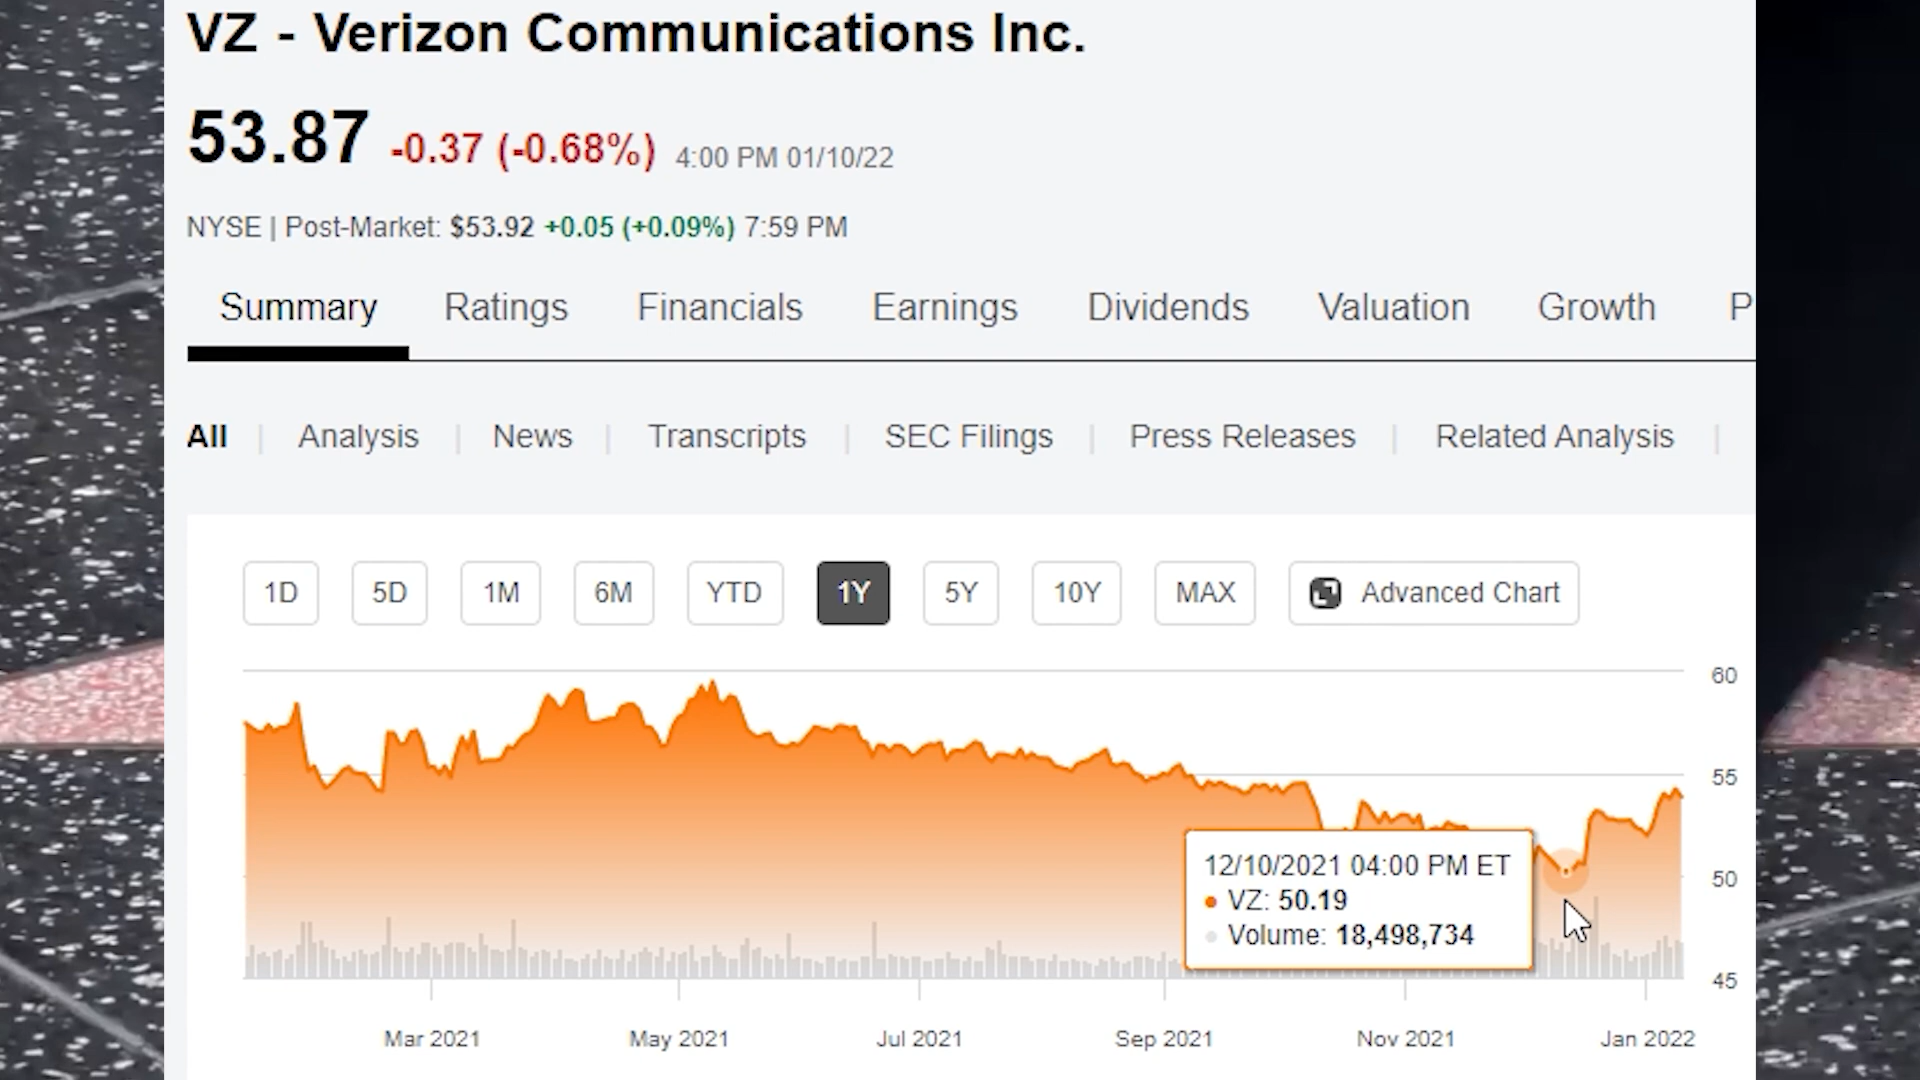 VZ - Verizon Communications Inc.
53.87 -0.37 (-0.68%) 4:00 PM 01/10/22
NYSE | Post-Market: $53.92 +0.05 (+0.09%) 7:59 PM
Summary Ratings Financials Earnings Dividends Valuation Growth P
All | Analysis | News | Transcripts | SEC Filings | Press Releases | Related Analysis |
1D 5D 1M 6M YTD 1Y 5Y 10Y MAX Advanced Chart
60
55
12/10/2021 04:00 PM ET
50
VZ: 50.19
Volume: 18,498,734
45
Mar 2021 May 2021 Jul 2021 Sep 2021 Nov 2021 Jan 2022